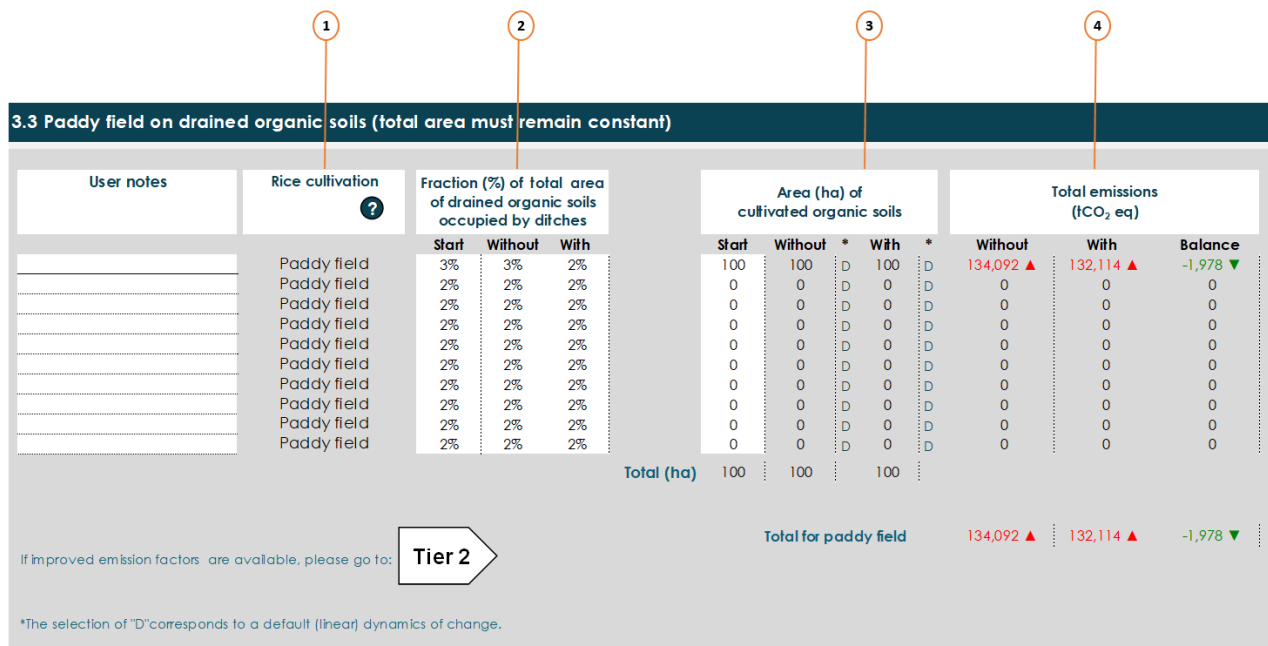 1 2 3 4
3.3 Paddy field on drained organic soils (total area must remain constant)
User notes
Rice cultivation
?
Fraction (%) of total area
of drained organic soils
occupied by ditches
Area (ha) of
cultivated organic soils
Total emissions
(tCO₂ eq)
Start Without With Start Without * With * Without With Balance
Paddy field 3% 3% 2% 100 100 D 100 D 134,092 ▲ 132,114 ▲ -1,978 ▼
Paddy field 2% 2% 2% 0 0 D 0 D 0 0 0
Paddy field 2% 2% 2% 0 0 D 0 D 0 0 0
Paddy field 2% 2% 2% 0 0 D 0 D 0 0 0
Paddy field 2% 2% 2% 0 0 D 0 D 0 0 0
Paddy field 2% 2% 2% 0 0 D 0 D 0 0 0
Paddy field 2% 2% 2% 0 0 D 0 D 0 0 0
Paddy field 2% 2% 2% 0 0 D 0 D 0 0 0
Paddy field 2% 2% 2% 0 0 D 0 D 0 0 0
Paddy field 2% 2% 2% 0 0 D 0 D 0 0 0
Total (ha) 100 100 100
Total for paddy field 134,092 ▲ 132,114 ▲ -1,978 ▼
If improved emission factors are available, please go to: Tier 2
*The selection of "D"corresponds to a default (linear) dynamics of change.